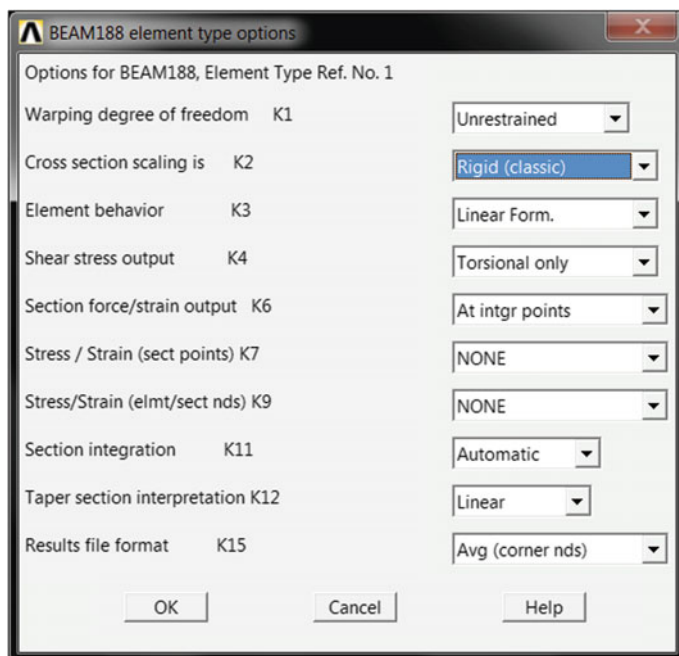 BEAM188 element type options
Options for BEAM188, Element Type Ref. No. 1
Warping degree of freedom K1 Unrestrained
Cross section scaling is K2 Rigid (classic)
Element behavior K3 Linear Form.
Shear stress output K4 Torsional only
Section force/strain output K6 At intgr points
Stress / Strain (sect points) K7 NONE
Stress/Strain (elmt/sect nds) K9 NONE
Section integration K11 Automatic
Taper section interpretation K12 Linear
Results file format K15 Avg (corner nds)
OK Cancel Help